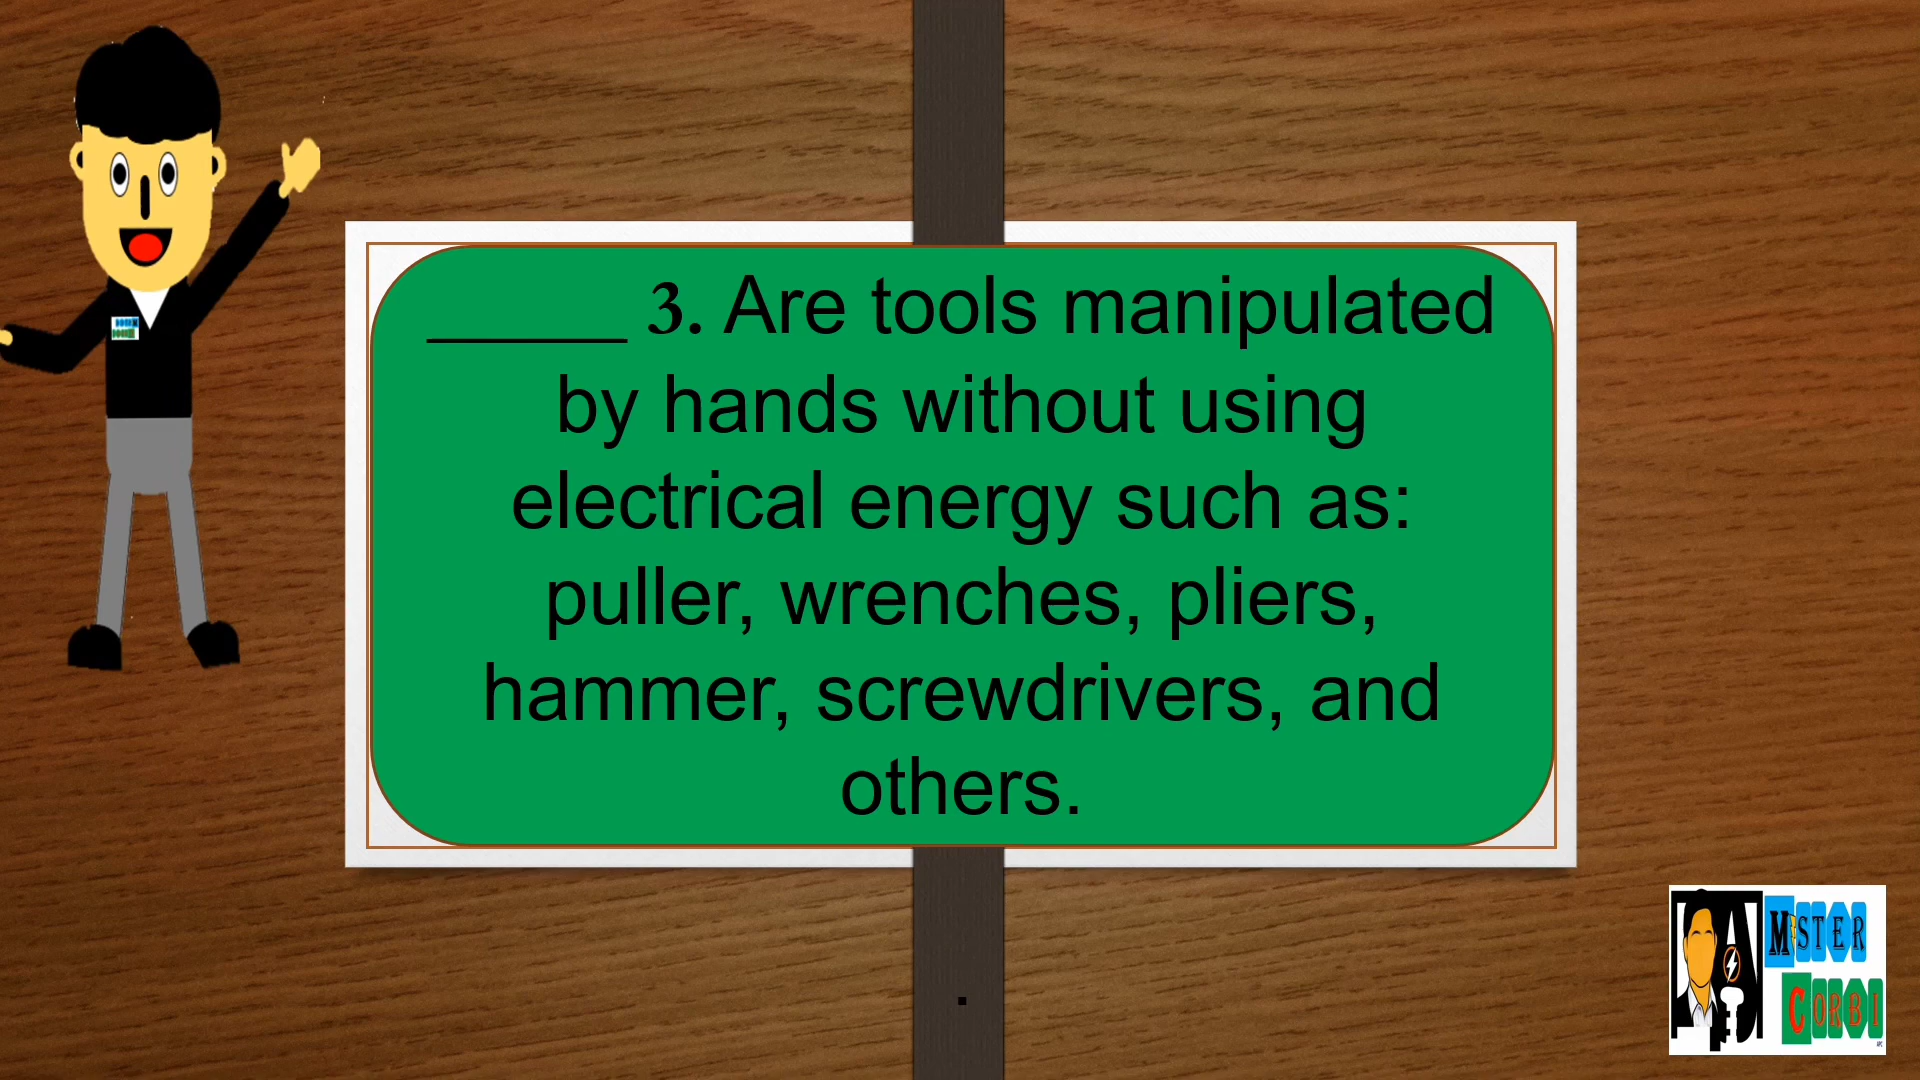 _____ 3. Are tools manipulated
by hands without using
electrical energy such as:
puller, wrenches, pliers,
hammer, screwdrivers, and
others.
.
MISTER
CORBI